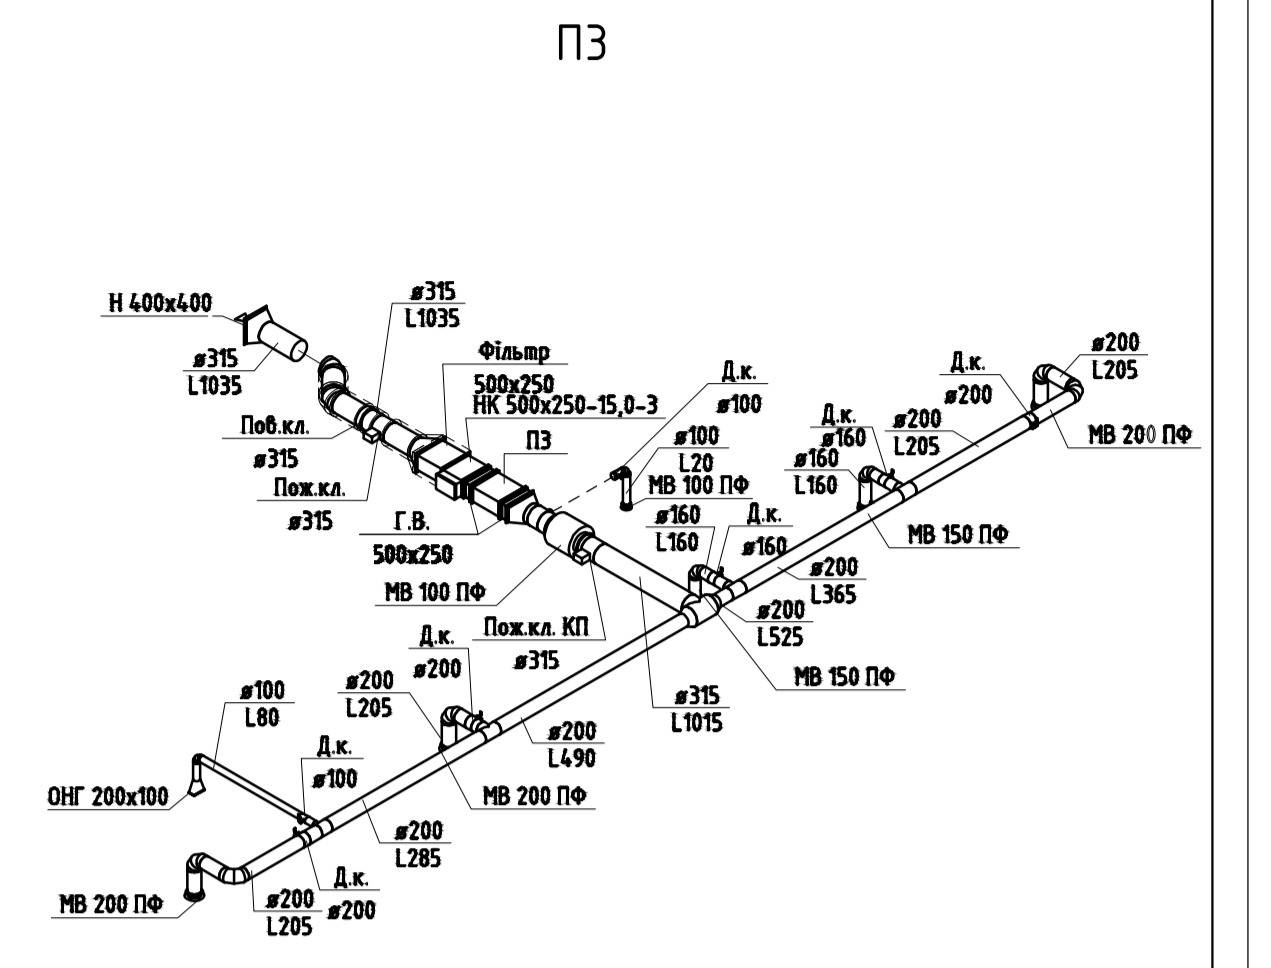 П3
ø315
L1035
Н 400х400
ø315
L1035
Фільтр
500х250
НК 500х250-15,0-3
П3
Пов.кл.
ø315
Пож.кл.
ø315
Г.В.
500х250
МВ 100 ПФ
Пож.кл. КП
ø315
Д.к.
ø100
ø100
L20
МВ 100 ПФ
ø160
L160
Д.к.
ø160
Д.к.
ø160
ø160
L160
ø200
L205
Д.к.
ø200
ø200
L205
МВ 200 ПФ
МВ 150 ПФ
ø200
L365
ø200
L525
МВ 150 ПФ
ø315
L1015
Д.к.
ø200
ø200
L205
ø200
L490
МВ 200 ПФ
ø100
L80
Д.к.
ø100
ОНГ 200х100
ø200
L285
Д.к.
ø200
ø200
L205
МВ 200 ПФ